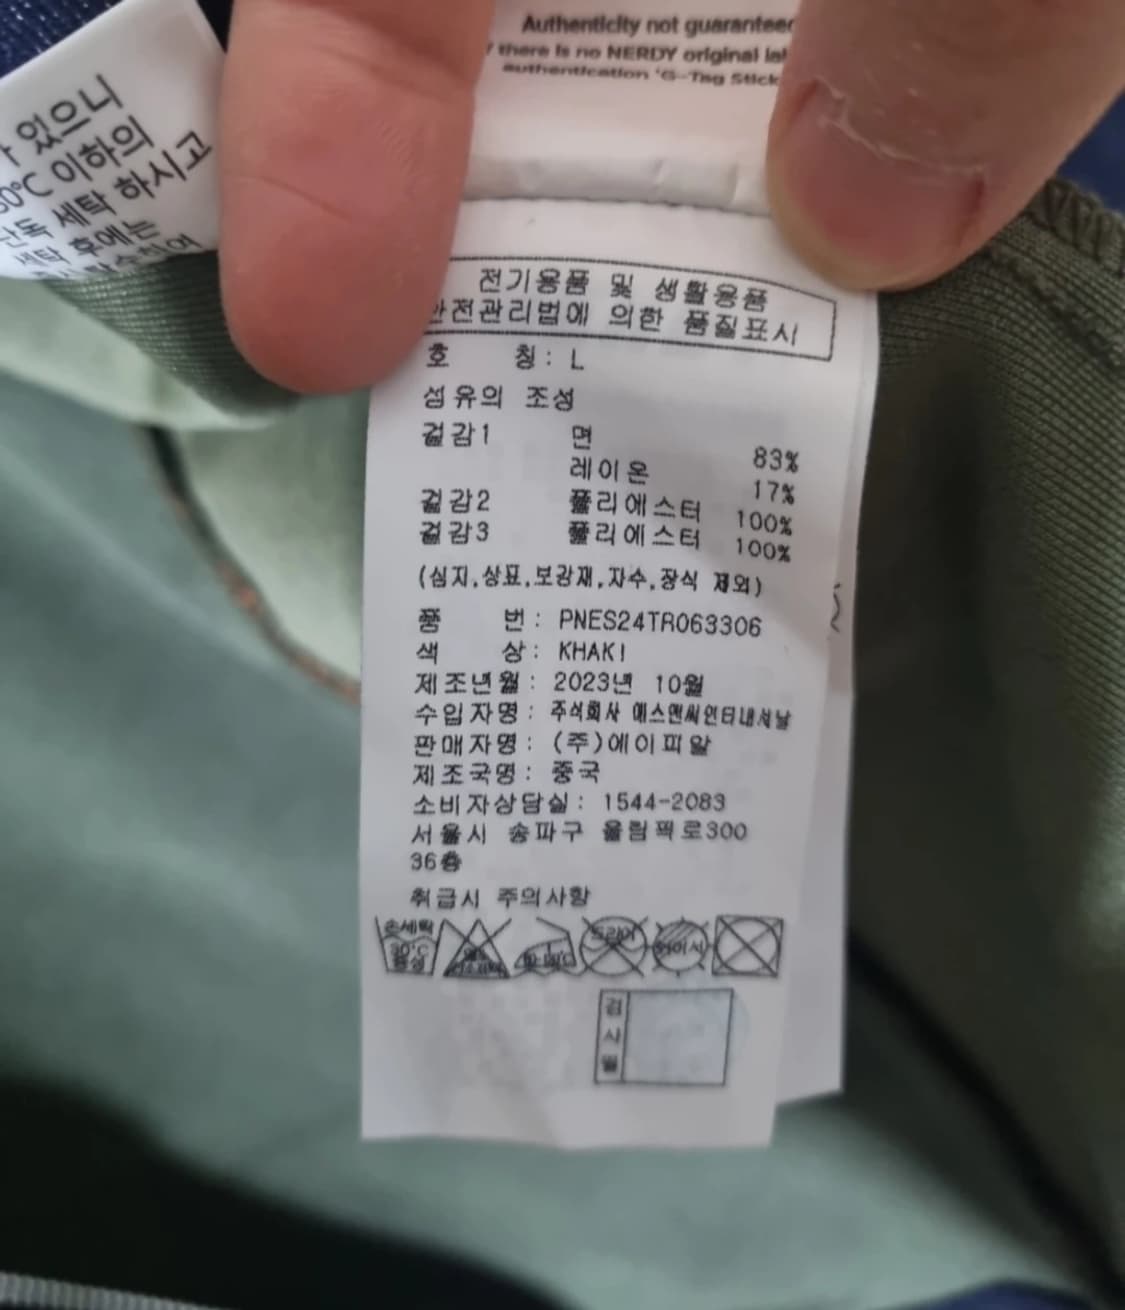 Authenticity not guarantee
there is no NERDY original
authentication 'G-Tag Stick
있으니
0°C 이하의
단독 세탁 하시고
세탁 후에는
전기용품 및 생활용품
안전관리법에 의한 품질표시
호 칭: L
섬유의 조성
겉감1 면 83%
레이온 17%
겉감2 폴리에스터 100%
겉감3 폴리에스터 100%
(심지,상표,보강재,자수,장식 제외)
품 번: PNES24TR063306
색 상: KHAKI
제조년월: 2023년 10월
수입자명: 주식회사 에스앤씨인터내셔날
판매자명: (주)에이피알
제조국명: 중국
소비자상담실: 1544-2083
서울시 송파구 올림픽로300
36층
취급시 주의사항
손세탁
30°C
중성
드라이
검
사
필